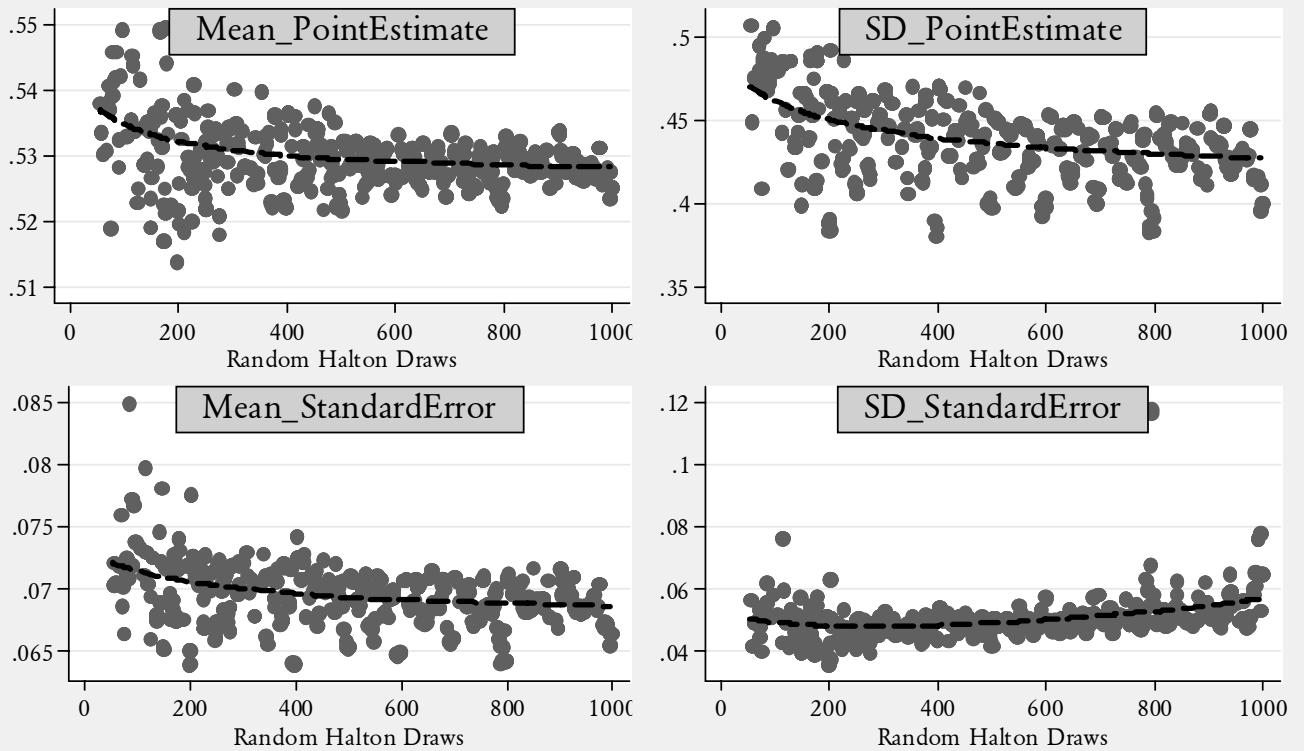 Mean_PointEstimate
.55
.54
.53
.52
.51
0 200 400 600 800 1000
Random Halton Draws
SD_PointEstimate
.5
.45
.4
.35
0 200 400 600 800 1000
Random Halton Draws
Mean_StandardError
.085
.08
.075
.07
.065
0 200 400 600 800 1000
Random Halton Draws
SD_StandardError
.12
.1
.08
.06
.04
0 200 400 600 800 1000
Random Halton Draws